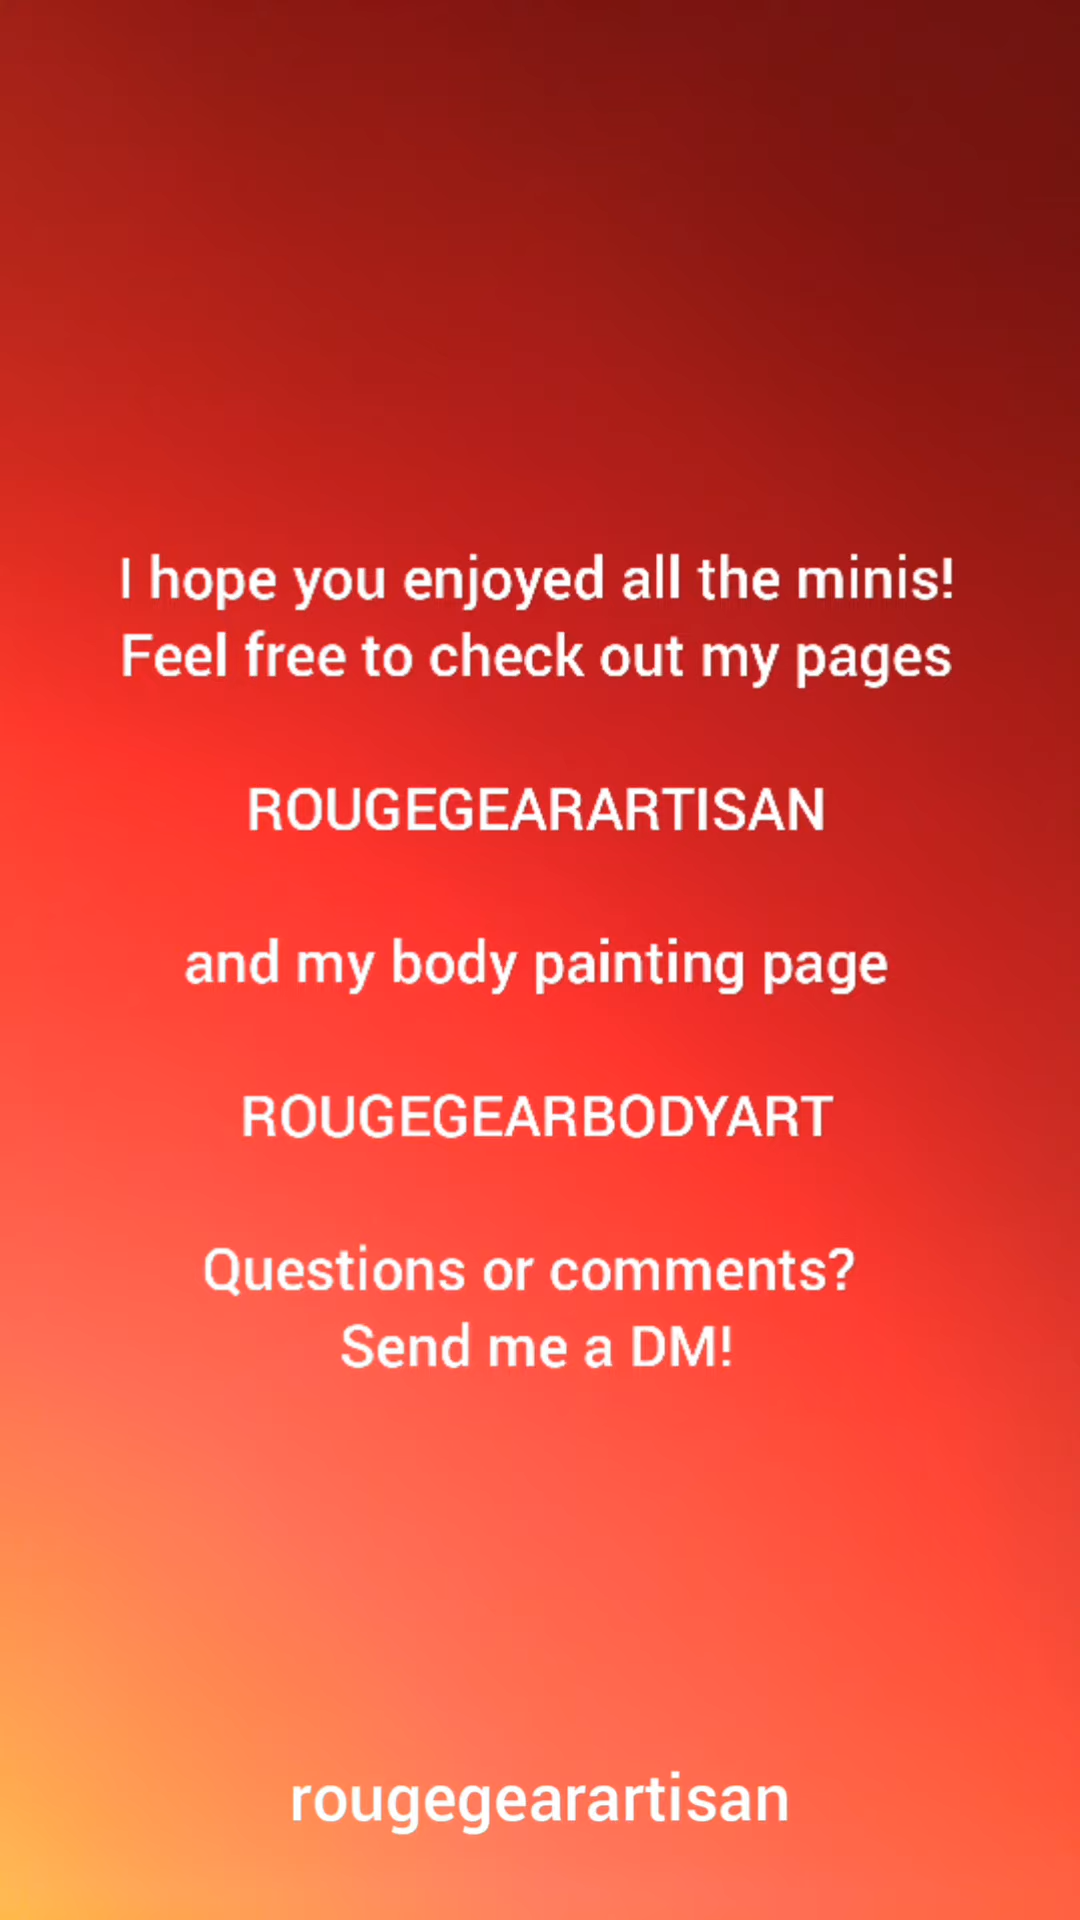 I hope you enjoyed all the minis!
Feel free to check out my pages
ROUGEGEARARTISAN
and my body painting page
ROUGEGEARBODYART
Questions or comments?
Send me a DM!
rougegearartisan